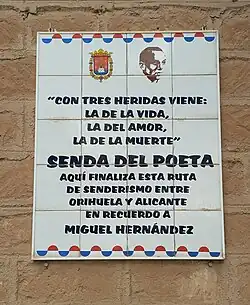 "CON TRES HERIDAS VIENE:
LA DE LA VIDA,
LA DEL AMOR,
LA DE LA MUERTE"
SENDA DEL POETA
AQUÍ FINALIZA ESTA RUTA
DE SENDERISMO ENTRE
ORIHUELA Y ALICANTE
EN RECUERDO A
MIGUEL HERNÁNDEZ